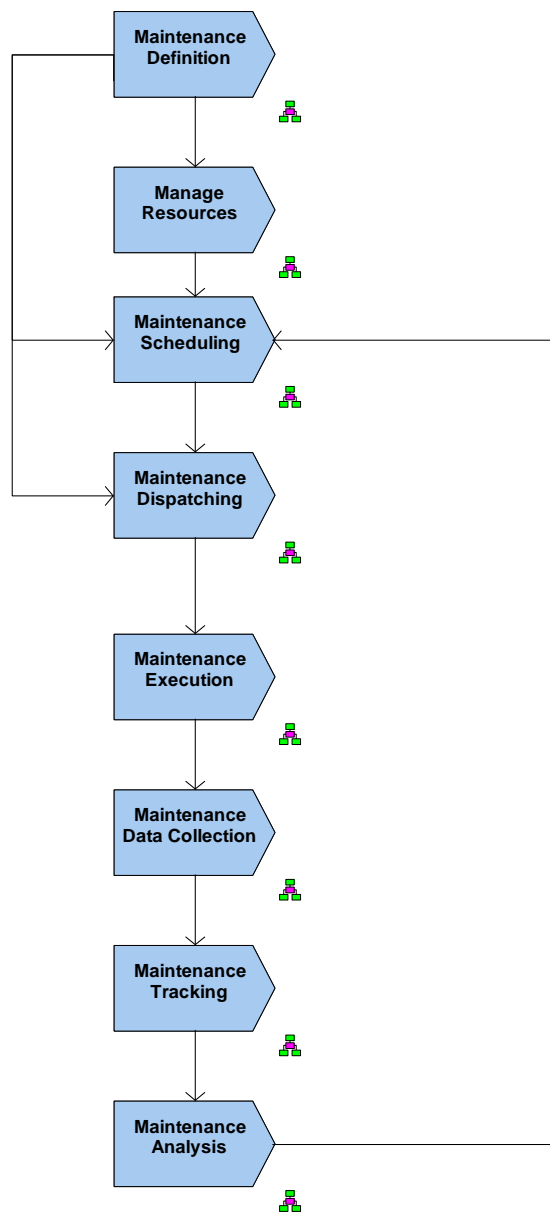 Maintenance
Definition
Manage
Resources
Maintenance
Scheduling
Maintenance
Dispatching
Maintenance
Execution
Maintenance
Data Collection
Maintenance
Tracking
Maintenance
Analysis